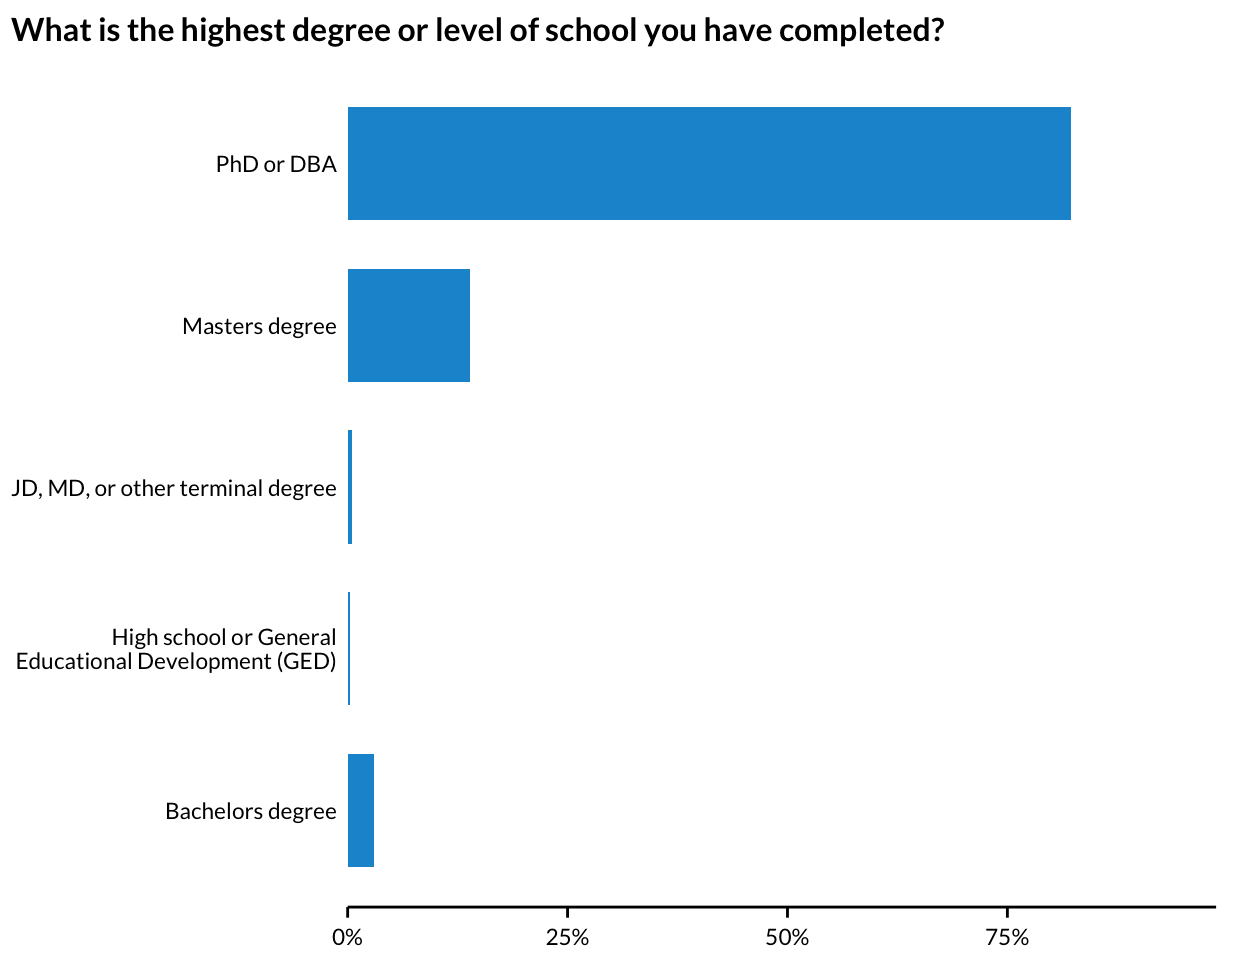 What is the highest degree or level of school you have completed?
PhD or DBA
Masters degree
JD, MD, or other terminal degree
High school or General
Educational Development (GED)
Bachelors degree
0% 25% 50% 75%